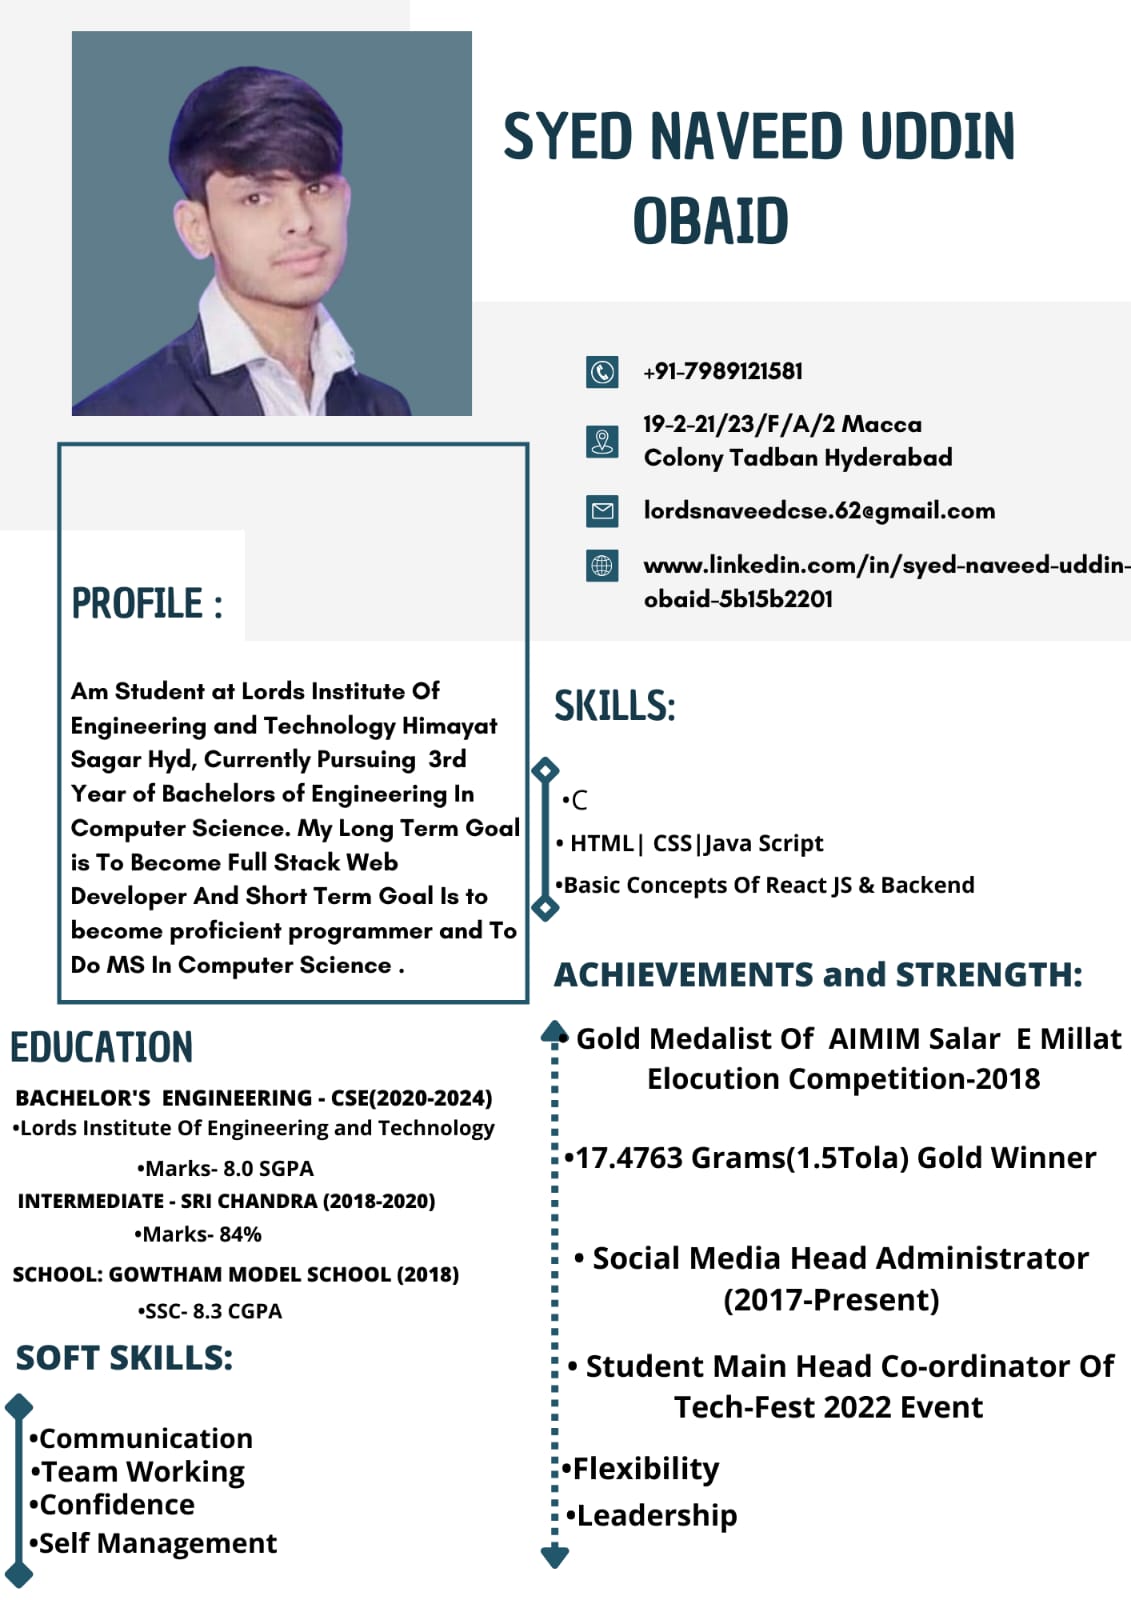 SYED NAVEED UDDIN
OBAID
+91-7989121581
19-2-21/23/F/A/2 Macca
Colony Tadban Hyderabad
lordsnaveedcse.62@gmail.com
www.linkedin.com/in/syed-naveed-uddin-
obaid-5b15b2201
PROFILE :
Am Student at Lords Institute Of
Engineering and Technology Himayat
Sagar Hyd, Currently Pursuing 3rd
Year of Bachelors of Engineering In
Computer Science. My Long Term Goal
is To Become Full Stack Web
Developer And Short Term Goal Is to
become proficient programmer and To
Do MS In Computer Science .
SKILLS:
•C
• HTML| CSS|Java Script
•Basic Concepts Of React JS & Backend
EDUCATION
BACHELOR'S ENGINEERING - CSE(2020-2024)
•Lords Institute Of Engineering and Technology
•Marks- 8.0 SGPA
INTERMEDIATE - SRI CHANDRA (2018-2020)
•Marks- 84%
SCHOOL: GOWTHAM MODEL SCHOOL (2018)
•SSC- 8.3 CGPA
SOFT SKILLS:
•Communication
•Team Working
•Confidence
•Self Management
ACHIEVEMENTS and STRENGTH:
• Gold Medalist Of AIMIM Salar E Millat
Elocution Competition-2018
•17.4763 Grams(1.5Tola) Gold Winner
• Social Media Head Administrator
(2017-Present)
• Student Main Head Co-ordinator Of
Tech-Fest 2022 Event
•Flexibility
•Leadership